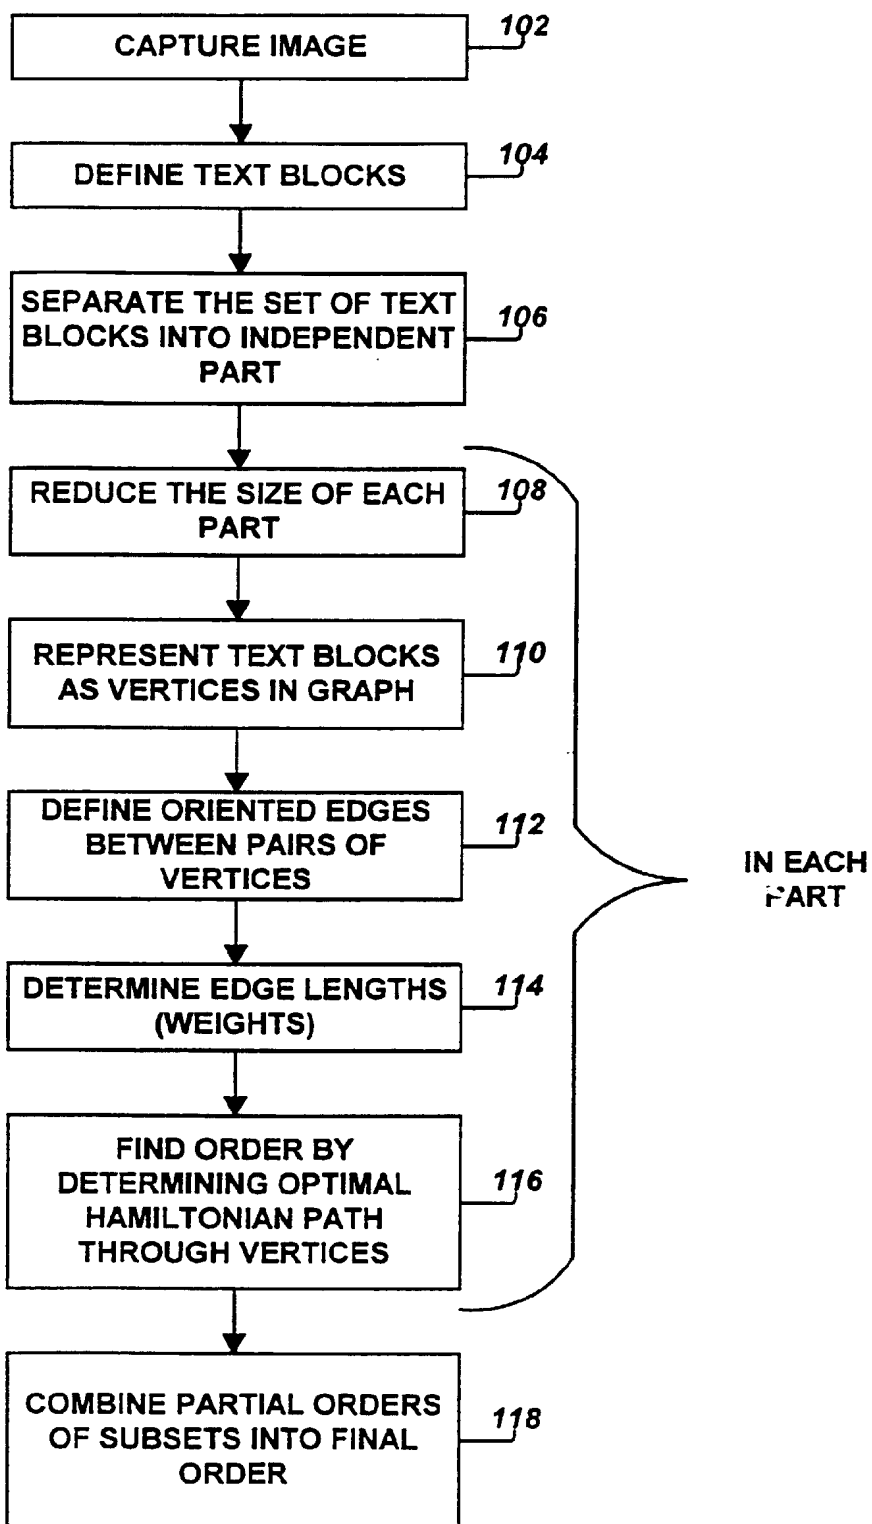 CAPTURE IMAGE
102
DEFINE TEXT BLOCKS
104
SEPARATE THE SET OF TEXT
BLOCKS INTO INDEPENDENT
PART
106
REDUCE THE SIZE OF EACH
PART
108
REPRESENT TEXT BLOCKS
AS VERTICES IN GRAPH
110
DEFINE ORIENTED EDGES
BETWEEN PAIRS OF
VERTICES
112
IN EACH
PART
DETERMINE EDGE LENGTHS
(WEIGHTS)
114
FIND ORDER BY
DETERMINING OPTIMAL
HAMILTONIAN PATH
THROUGH VERTICES
116
COMBINE PARTIAL ORDERS
OF SUBSETS INTO FINAL
ORDER
118